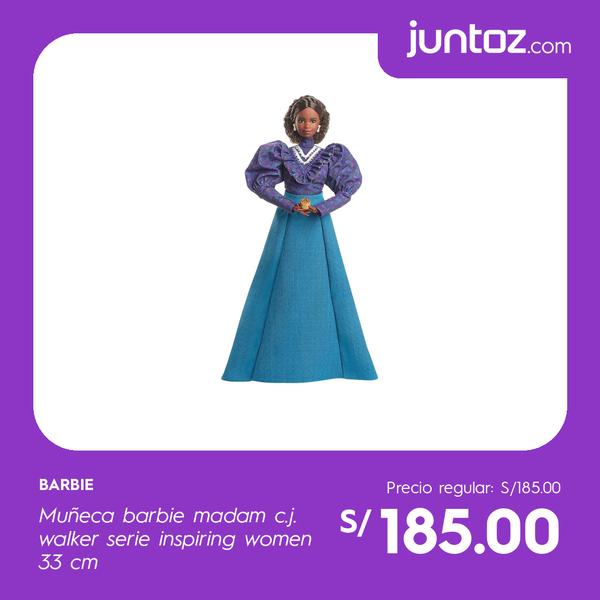 juntoz.com
BARBIE
Muñeca barbie madam c.j.
walker serie inspiring women
33 cm
Precio regular: S/185.00
S/185.00